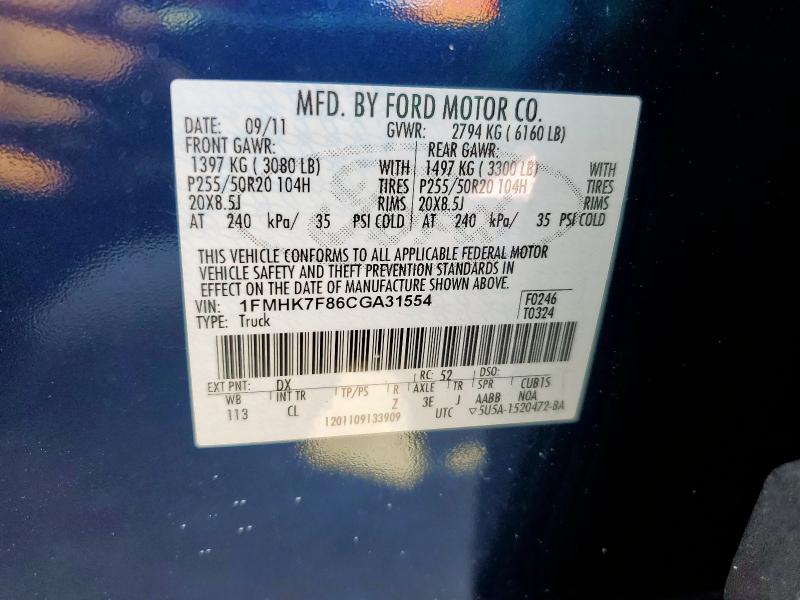 MFD. BY FORD MOTOR CO.
DATE: 09/11 GVWR: 2794 KG ( 6160 LB)
FRONT GAWR: REAR GAWR:
1397 KG ( 3080 LB) WITH 1497 KG ( 3300 LB) WITH
P255/50R20 104H TIRES P255/50R20 104H TIRES
20X8.5J RIMS 20X8.5J RIMS
AT 240 kPa/ 35 PSI COLD AT 240 kPa/ 35 PSI COLD
THIS VEHICLE CONFORMS TO ALL APPLICABLE FEDERAL MOTOR
VEHICLE SAFETY AND THEFT PREVENTION STANDARDS IN
EFFECT ON THE DATE OF MANUFACTURE SHOWN ABOVE.
VIN: 1FMHK7F86CGA31554 F0246
TYPE: Truck T0324
EXT PNT: DX RC: 52 DSO:
WB INT TR TP/PS R AXLE TR SPR CUBIS
113 CL Z 3E J AABB NOA
1201109133909 UTC ▽5U5A-1520472-BA